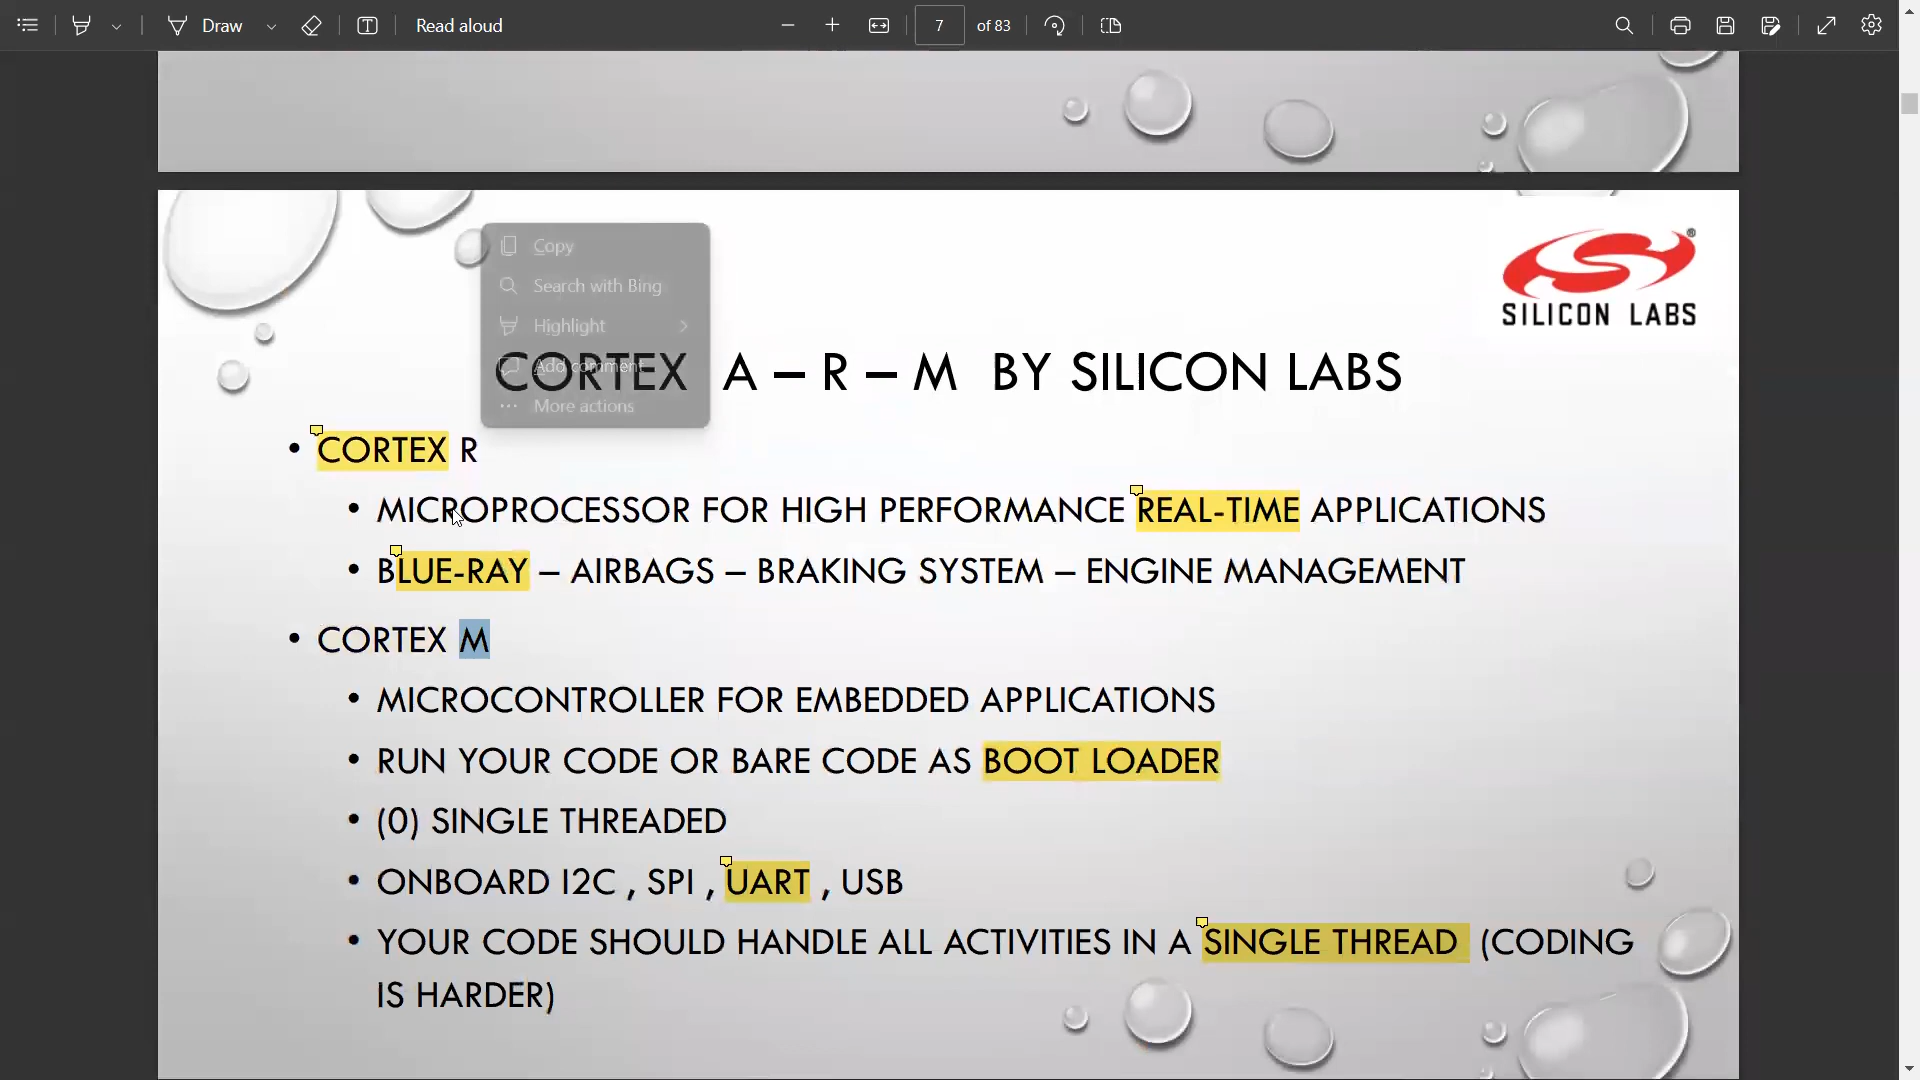 Draw
Read aloud
7 of 83
Copy
Search with Bing
Highlight
Add comment
More actions
SILICON LABS
CORTEX A – R – M BY SILICON LABS
• CORTEX R
• MICROPROCESSOR FOR HIGH PERFORMANCE REAL-TIME APPLICATIONS
• BLUE-RAY – AIRBAGS – BRAKING SYSTEM – ENGINE MANAGEMENT
• CORTEX M
• MICROCONTROLLER FOR EMBEDDED APPLICATIONS
• RUN YOUR CODE OR BARE CODE AS BOOT LOADER
• (0) SINGLE THREADED
• ONBOARD I2C , SPI , UART , USB
• YOUR CODE SHOULD HANDLE ALL ACTIVITIES IN A SINGLE THREAD (CODING
IS HARDER)